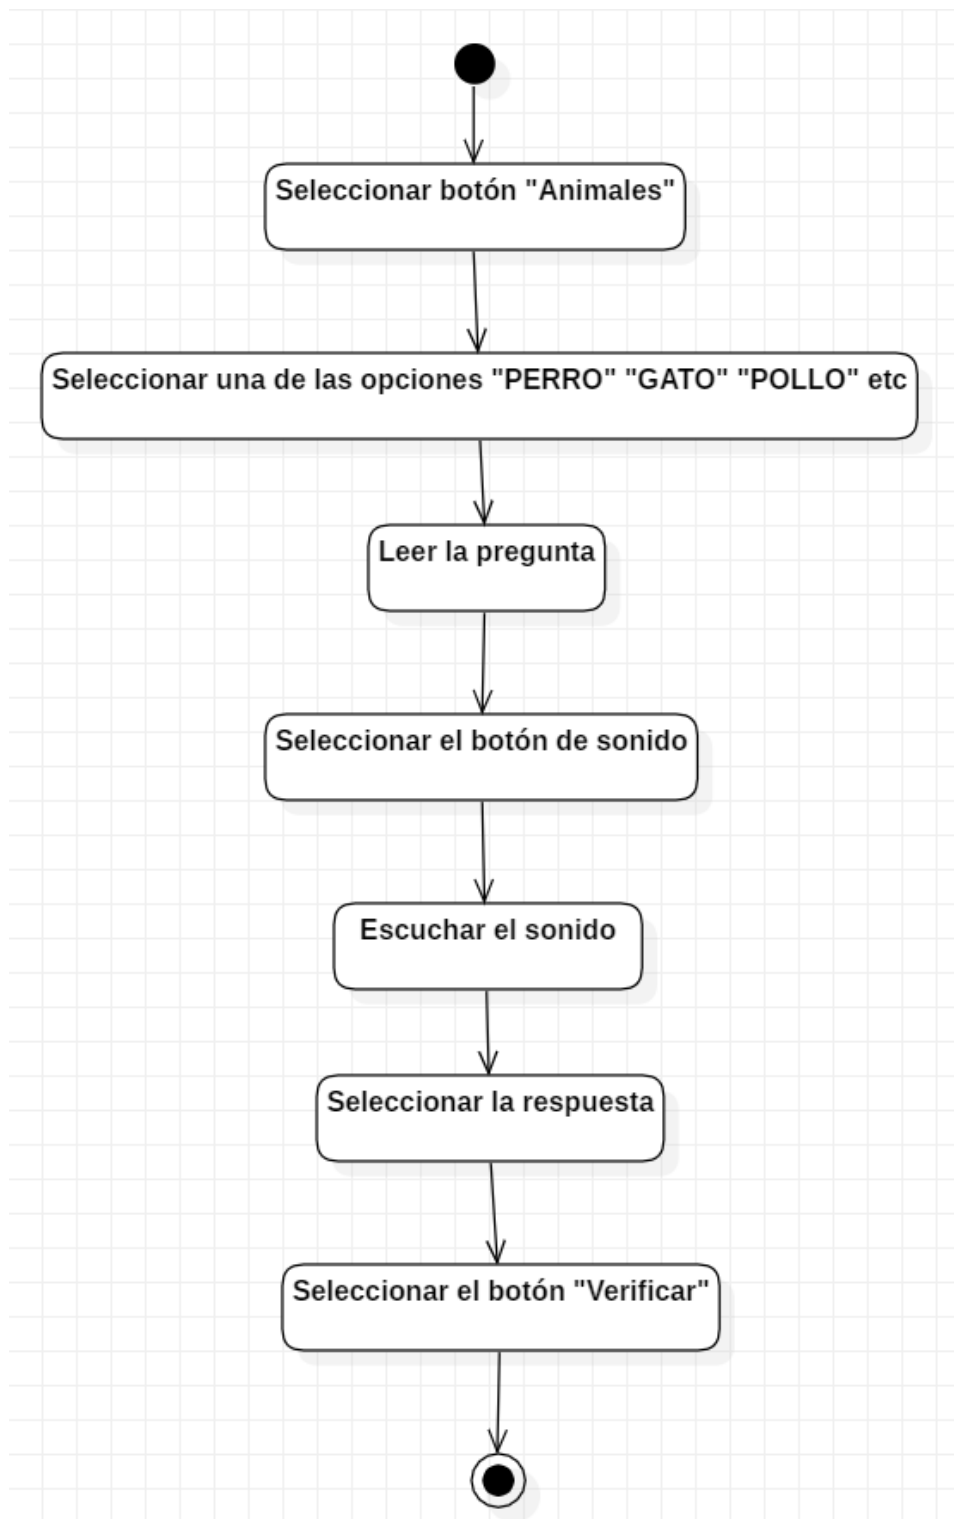 Seleccionar botón "Animales"
Seleccionar una de las opciones "PERRO" "GATO" "POLLO" etc
Leer la pregunta
Seleccionar el botón de sonido
Escuchar el sonido
Seleccionar la respuesta
Seleccionar el botón "Verificar"